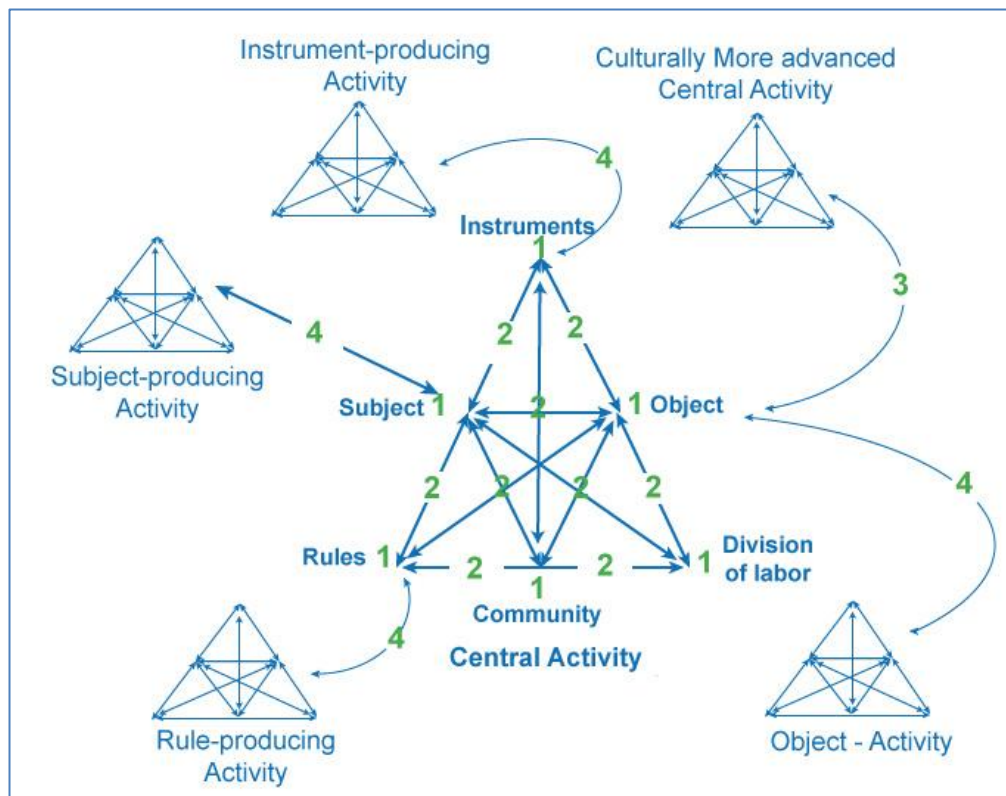 Instrument-producing
Activity
Culturally More advanced
Central Activity
4
Instruments
1
3
Subject-producing
Activity
4
2
2
Subject 1
2
1 Object
4
2
2
2
2
Rules 1
2
2
1 Division
of labor
1
Community
Central Activity
4
Rule-producing
Activity
Object - Activity